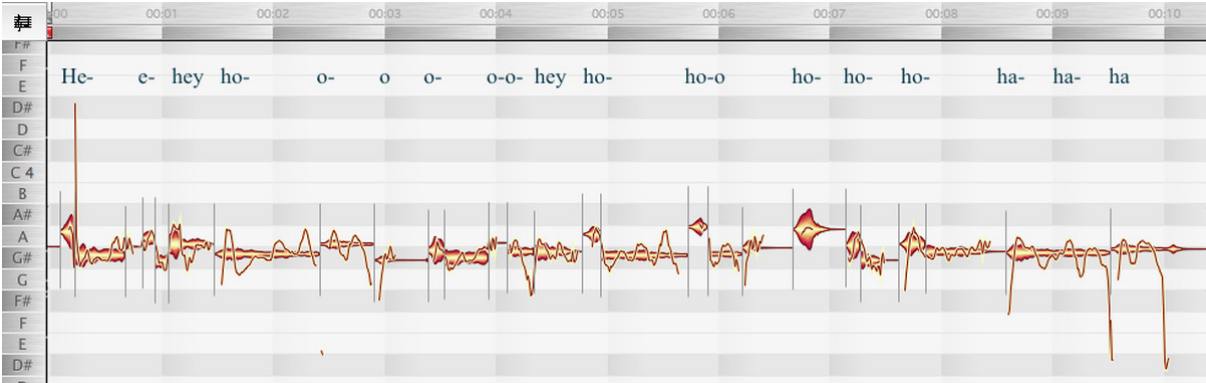 :00 00:01 00:02 00:03 00:04 00:05 00:06 00:07 00:08 00:09 00:10
F#
F
He- e- hey ho- o- o o- o-o- hey ho- ho-o ho- ho- ho- ha- ha- ha
E
D#
D
C#
C 4
B
A#
A
G#
G
F#
F
E
D#